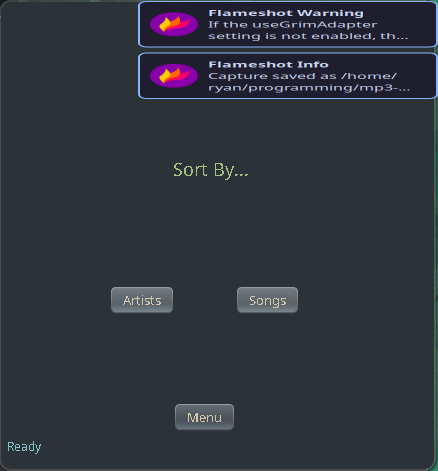 Flameshot Warning
If the useGrimAdapter
setting is not enabled, th...
Flameshot Info
Capture saved as /home/
ryan/programming/mp3-...
Sort By...
Artists
Songs
Menu
Ready